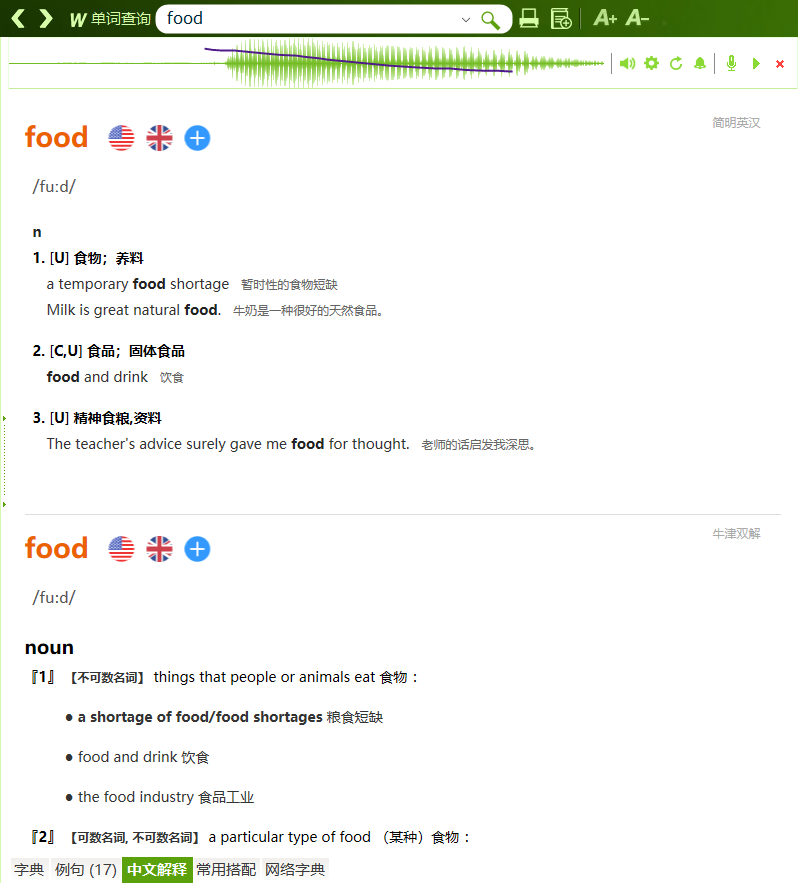 W 单词查询 food A+ A-
简明英汉
food
/fu:d/
n
1. [U] 食物；养料
a temporary food shortage 暂时性的食物短缺
Milk is great natural food. 牛奶是一种很好的天然食品。
2. [C,U] 食品；固体食品
food and drink 饮食
3. [U] 精神食粮,资料
The teacher's advice surely gave me food for thought. 老师的话启发我深思。
牛津双解
food
/fu:d/
noun
『1』 【不可数名词】 things that people or animals eat 食物：
● a shortage of food/food shortages 粮食短缺
● food and drink 饮食
● the food industry 食品工业
『2』 【可数名词, 不可数名词】 a particular type of food （某种）食物：
字典 例句 (17) 中文解释 常用搭配 网络字典